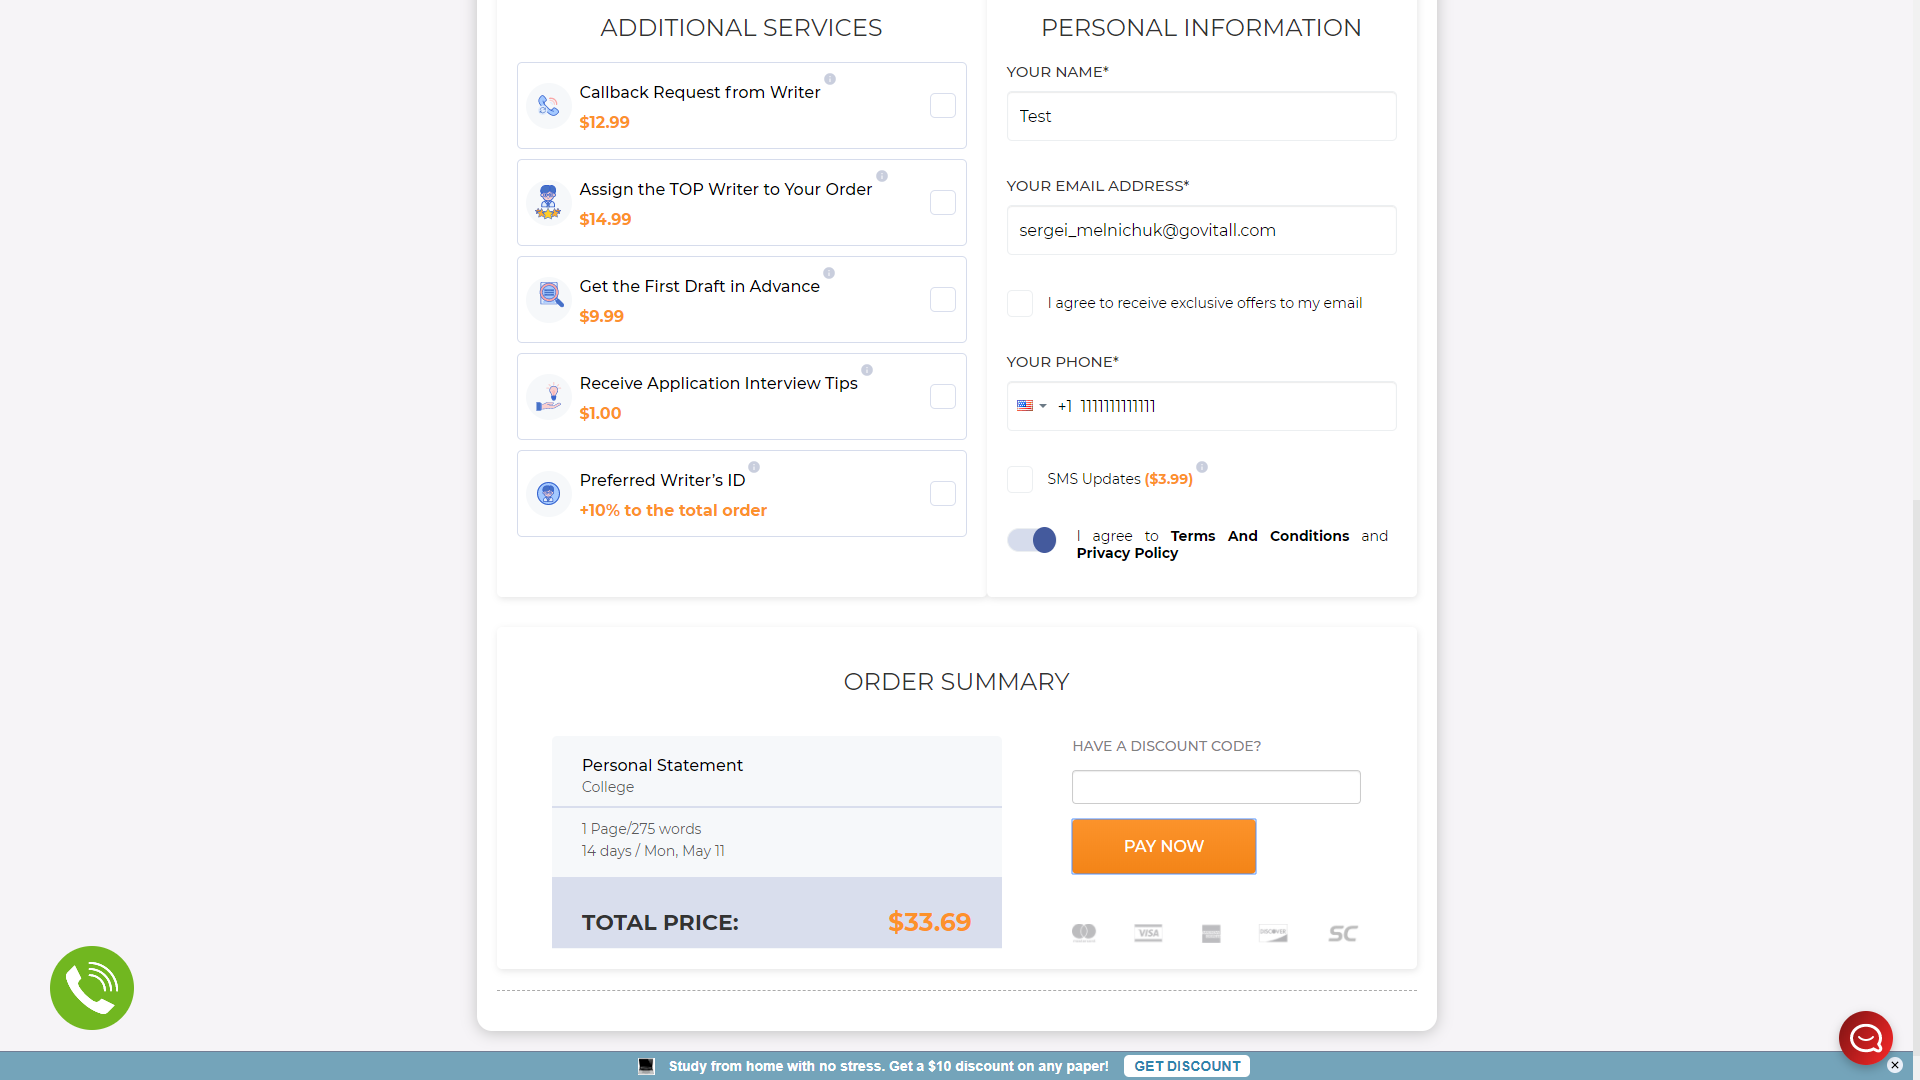 ADDITIONAL SERVICES
Callback Request from Writer
$12.99
Assign the TOP Writer to Your Order
$14.99
Get the First Draft in Advance
$9.99
Receive Application Interview Tips
$1.00
Preferred Writer’s ID
+10% to the total order
PERSONAL INFORMATION
YOUR NAME*
Test
YOUR EMAIL ADDRESS*
sergei_melnichuk@govitall.com
I agree to receive exclusive offers to my email
YOUR PHONE*
+1 1111111111111
SMS Updates ($3.99)
I agree to Terms And Conditions and
Privacy Policy
ORDER SUMMARY
Personal Statement
College
1 Page/275 words
14 days / Mon, May 11
TOTAL PRICE: $33.69
HAVE A DISCOUNT CODE?
PAY NOW
VISA
DISCOVER
SC
Study from home with no stress. Get a $10 discount on any paper! GET DISCOUNT